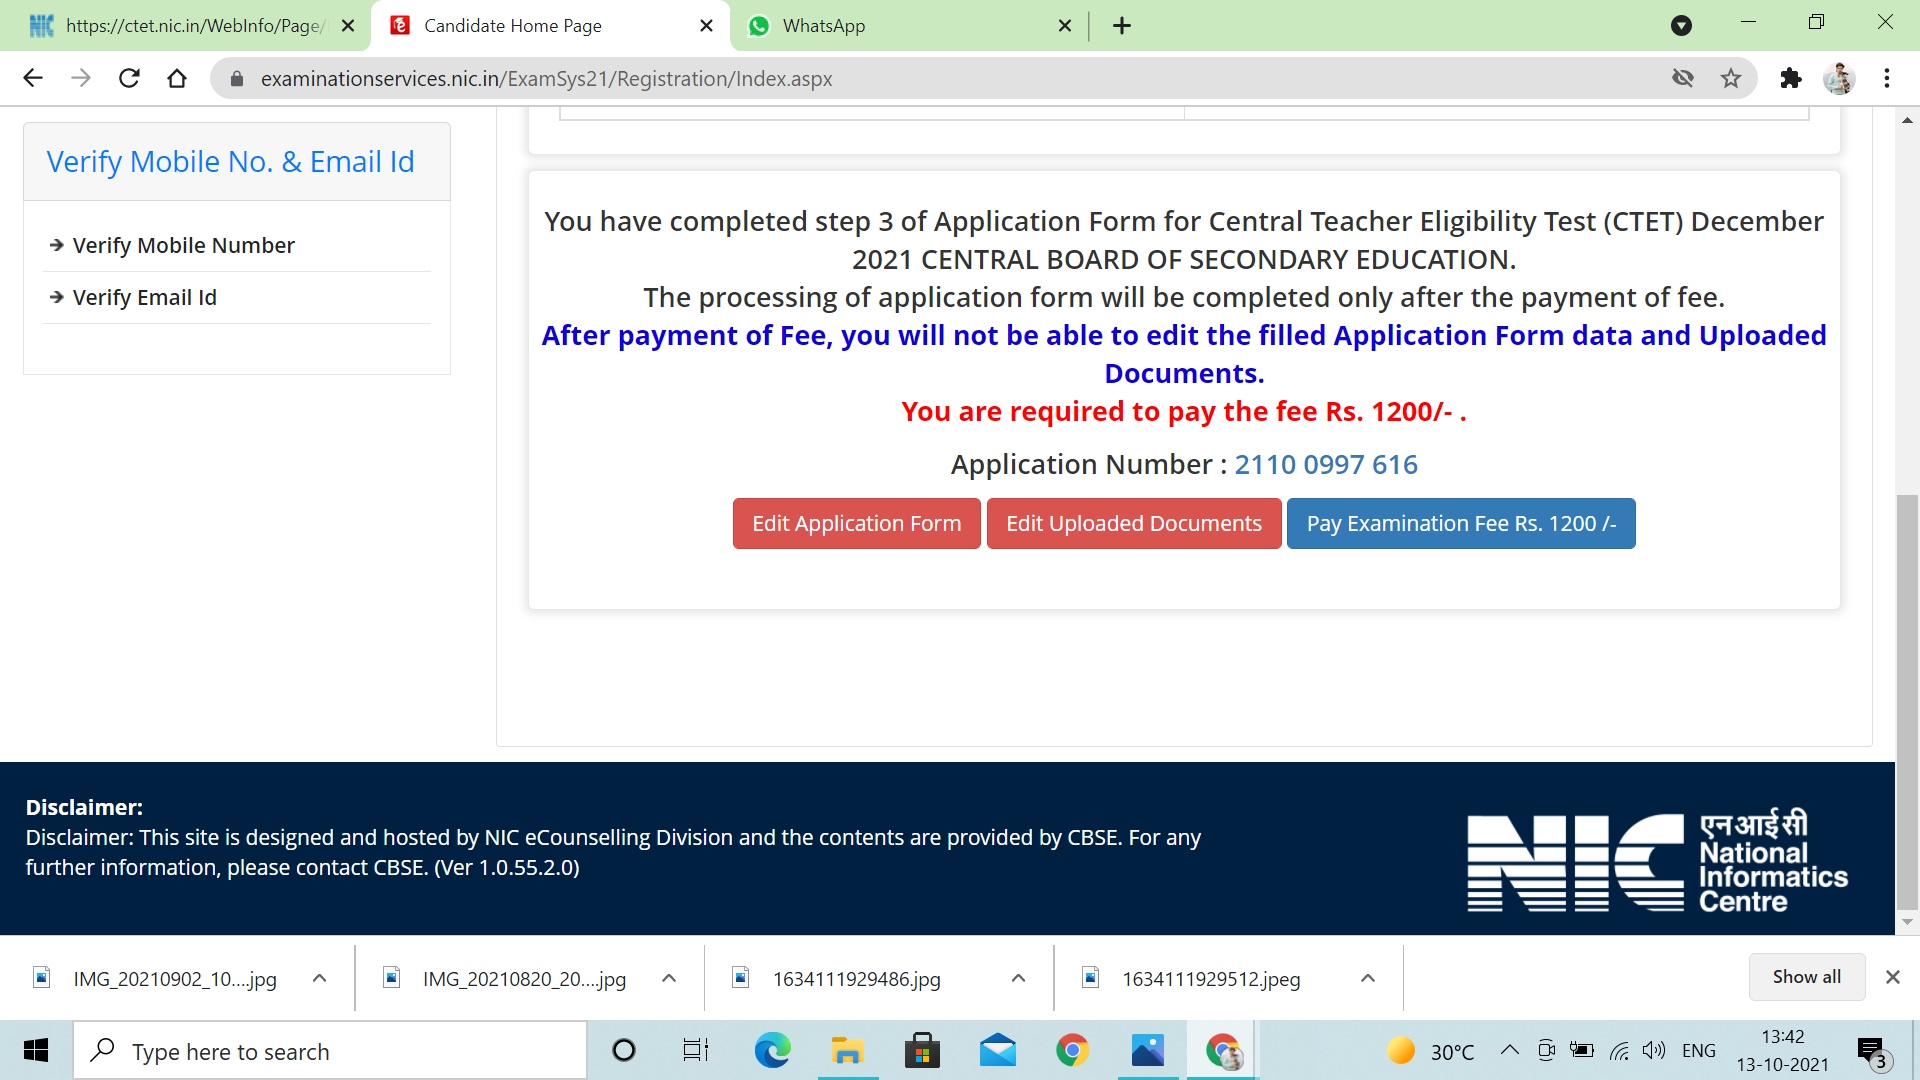 https://ctet.nic.in/WebInfo/Page/
Candidate Home Page
WhatsApp
examinationservices.nic.in/ExamSys21/Registration/Index.aspx
Verify Mobile No. & Email Id
Verify Mobile Number
Verify Email Id
You have completed step 3 of Application Form for Central Teacher Eligibility Test (CTET) December
2021 CENTRAL BOARD OF SECONDARY EDUCATION.
The processing of application form will be completed only after the payment of fee.
After payment of Fee, you will not be able to edit the filled Application Form data and Uploaded
Documents.
You are required to pay the fee Rs. 1200/- .
Application Number : 2110 0997 616
Edit Application Form
Edit Uploaded Documents
Pay Examination Fee Rs. 1200 /-
Disclaimer:
Disclaimer: This site is designed and hosted by NIC eCounselling Division and the contents are provided by CBSE. For any
further information, please contact CBSE. (Ver 1.0.55.2.0)
NIC
एन आई सी
National
Informatics
Centre
IMG_20210902_10....jpg
IMG_20210820_20....jpg
1634111929486.jpg
1634111929512.jpeg
Show all
Type here to search
30°C
ENG
13:42
13-10-2021
3